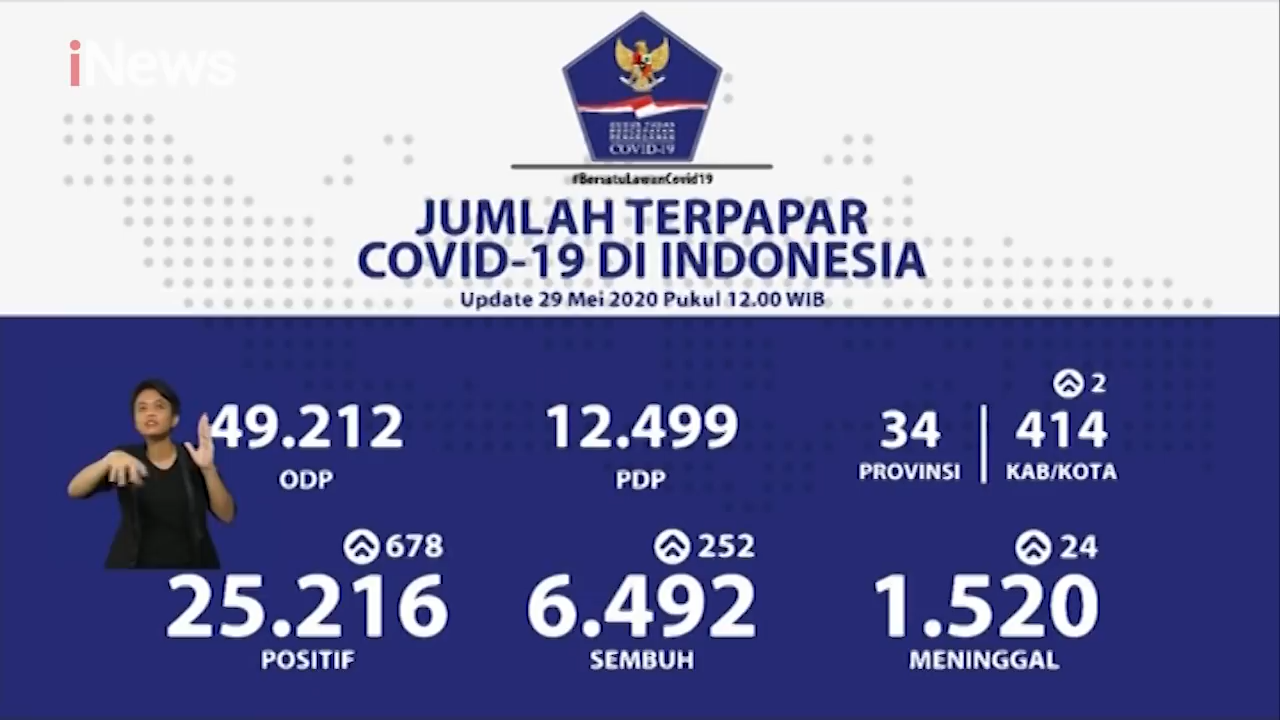 iNews
COVID-19
#BersatuLawanCovid19
JUMLAH TERPAPAR
COVID-19 DI INDONESIA
Update 29 Mei 2020 Pukul 12.00 WIB
49.212
ODP
12.499
PDP
34
PROVINSI
2
414
KAB/KOTA
678
25.216
POSITIF
252
6.492
SEMBUH
24
1.520
MENINGGAL